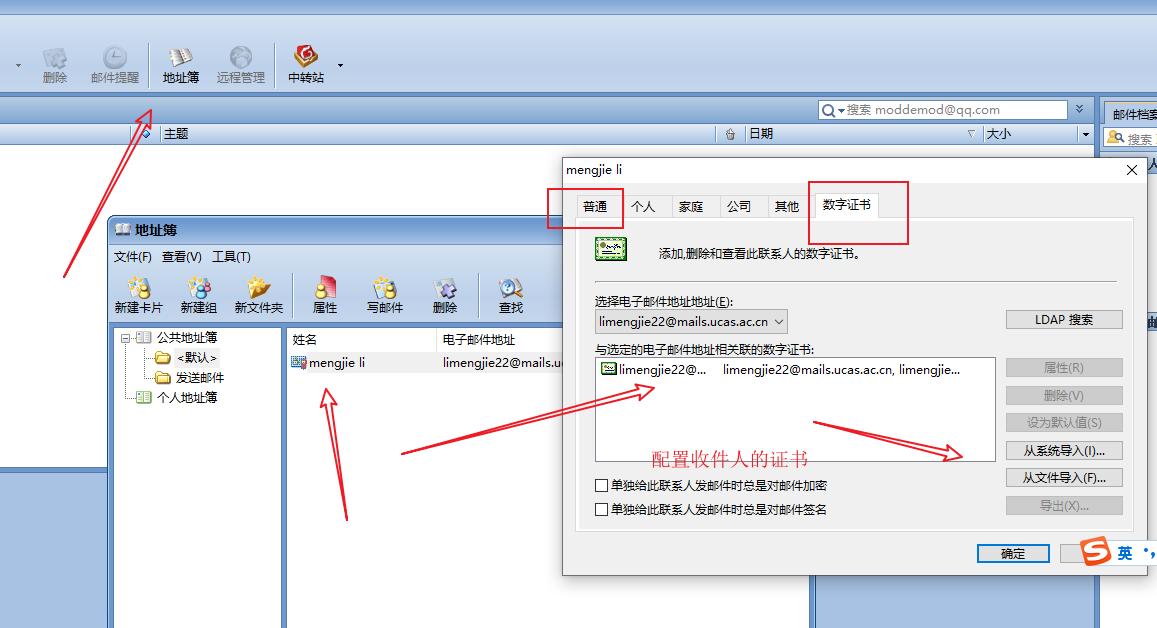 删除
邮件提醒
地址簿
远程管理
中转站
搜索 moddemod@qq.com
邮件档案
主题
日期
大小
搜索
地址簿
文件(F) 查看(V) 工具(T)
新建卡片
新建组
新文件夹
属性
写邮件
删除
查找
公共地址簿
<默认>
发送邮件
个人地址簿
姓名
电子邮件地址
mengjie li
limengjie22@mails.u
mengjie li
普通
个人
家庭
公司
其他
数字证书
添加,删除和查看此联系人的数字证书。
选择电子邮件地址地址(E):
limengjie22@mails.ucas.ac.cn
LDAP 搜索
与选定的电子邮件地址相关联的数字证书:
limengjie22@...
limengjie22@mails.ucas.ac.cn, limengjie...
属性(R)
删除(V)
设为默认值(S)
从系统导入(I)...
从文件导入(F)...
导出(X)...
配置收件人的证书
单独给此联系人发邮件时总是对邮件加密
单独给此联系人发邮件时总是对邮件签名
确定
S 英